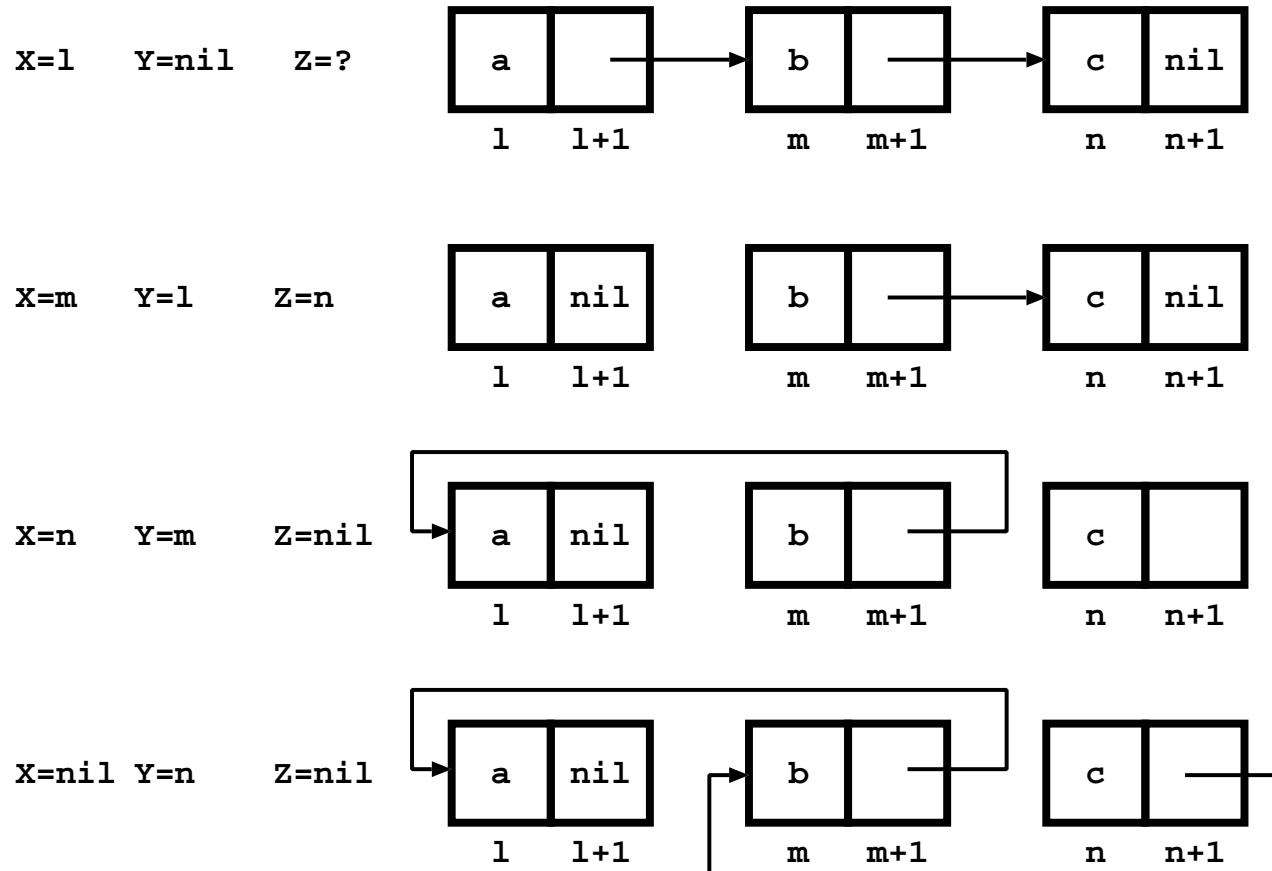 X=l Y=nil Z=? a b c nil
l l+1 m m+1 n n+1
X=m Y=l Z=n a nil b c nil
l l+1 m m+1 n n+1
X=n Y=m Z=nil a nil b c
l l+1 m m+1 n n+1
X=nil Y=n Z=nil a nil b c
l l+1 m m+1 n n+1